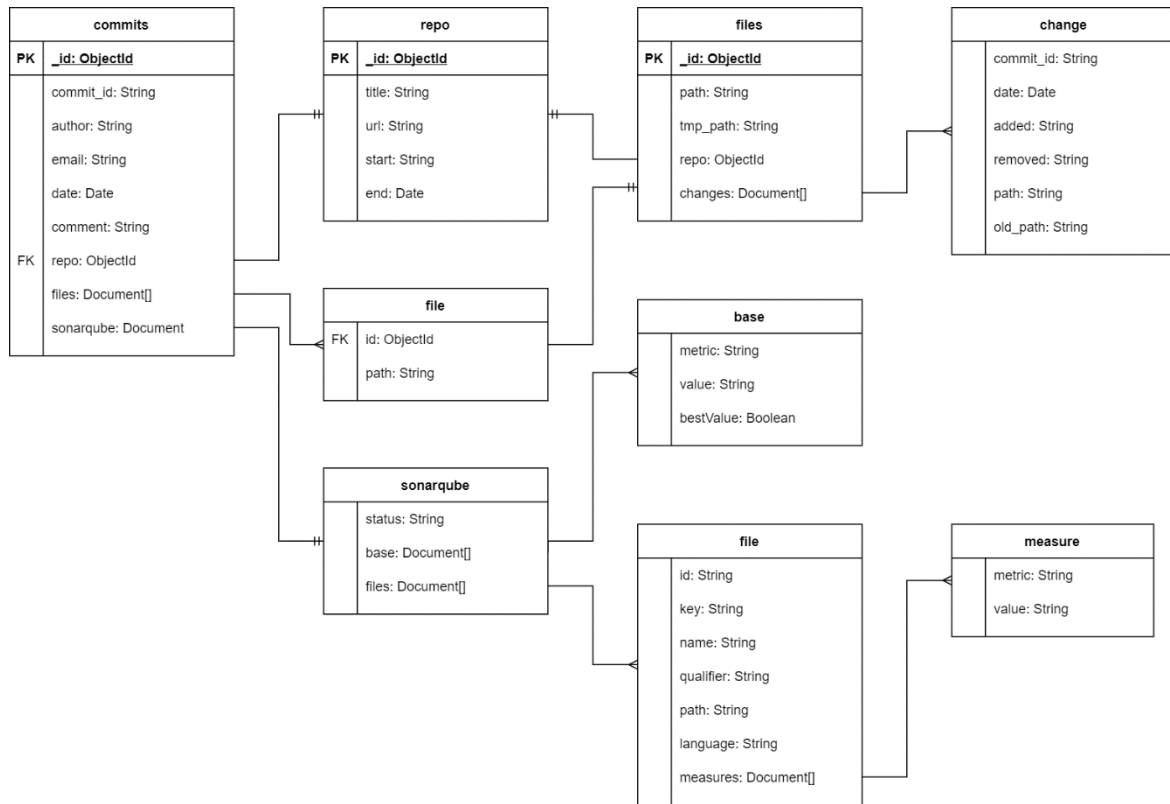 commits
PK _id: ObjectId
commit_id: String
author: String
email: String
date: Date
comment: String
FK repo: ObjectId
files: Document[]
sonarqube: Document
repo
PK _id: ObjectId
title: String
url: String
start: String
end: Date
files
PK _id: ObjectId
path: String
tmp_path: String
repo: ObjectId
changes: Document[]
change
commit_id: String
date: Date
added: String
removed: String
path: String
old_path: String
file
FK id: ObjectId
path: String
base
metric: String
value: String
bestValue: Boolean
sonarqube
status: String
base: Document[]
files: Document[]
file
id: String
key: String
name: String
qualifier: String
path: String
language: String
measures: Document[]
measure
metric: String
value: String